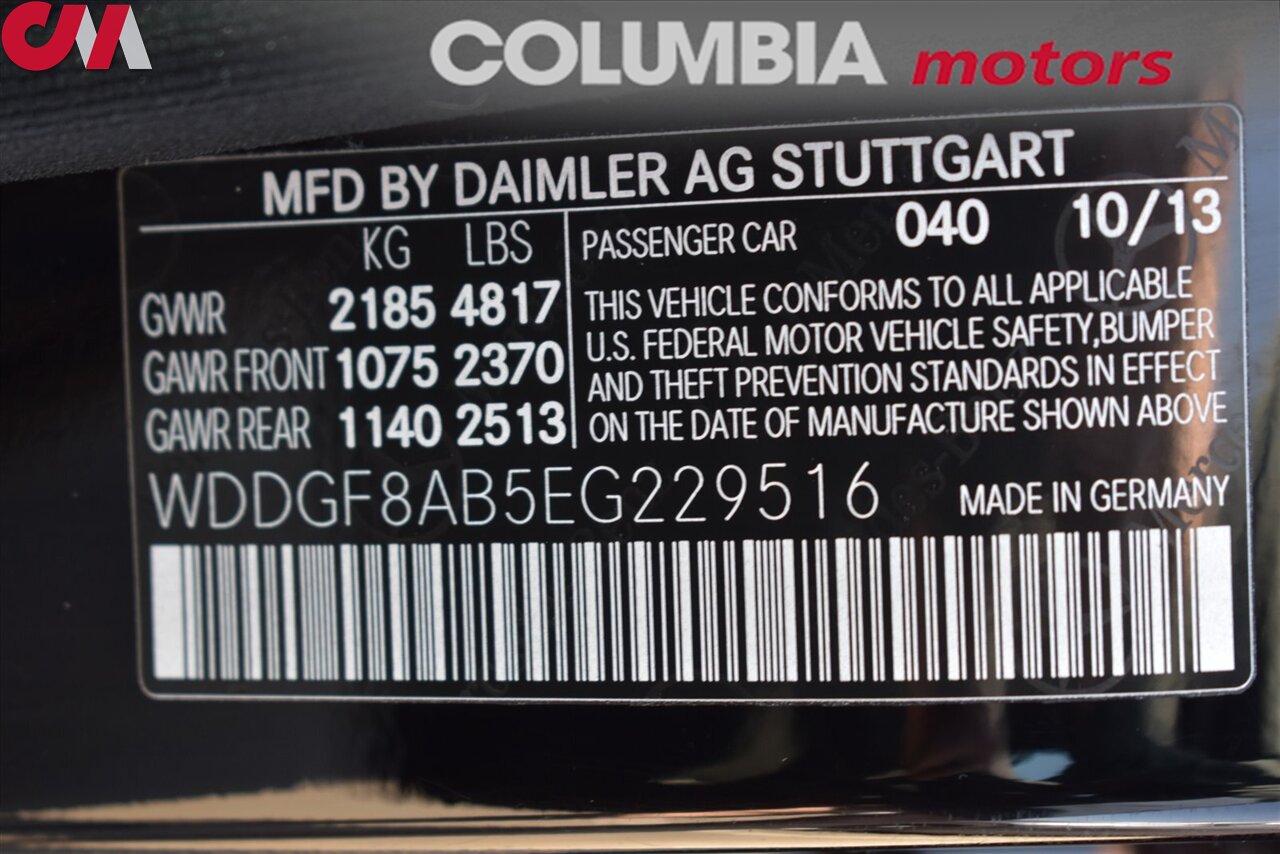 CM
COLUMBIA motors
MFD BY DAIMLER AG STUTTGART
KG LBS
GVWR 2185 4817
GAWR FRONT 1075 2370
GAWR REAR 1140 2513
PASSENGER CAR 040 10/13
THIS VEHICLE CONFORMS TO ALL APPLICABLE
U.S. FEDERAL MOTOR VEHICLE SAFETY,BUMPER
AND THEFT PREVENTION STANDARDS IN EFFECT
ON THE DATE OF MANUFACTURE SHOWN ABOVE
WDDGF8AB5EG229516 MADE IN GERMANY